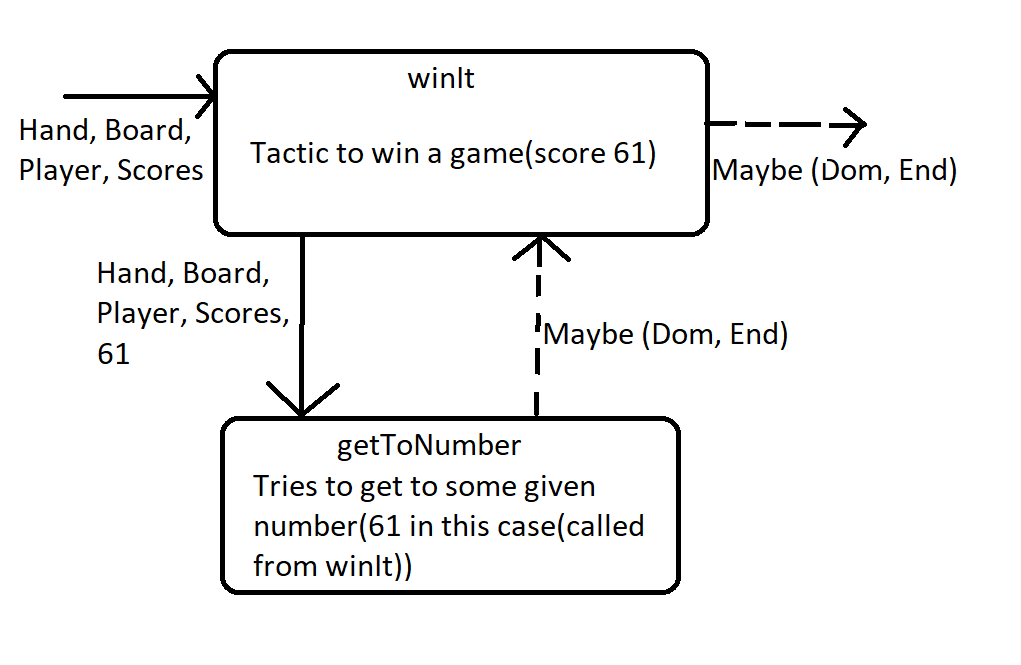 winIt
Hand, Board,
Player, Scores
Tactic to win a game(score 61)
Maybe (Dom, End)
Hand, Board,
Player, Scores,
61
Maybe (Dom, End)
getToNumber
Tries to get to some given
number(61 in this case(called
from winIt))